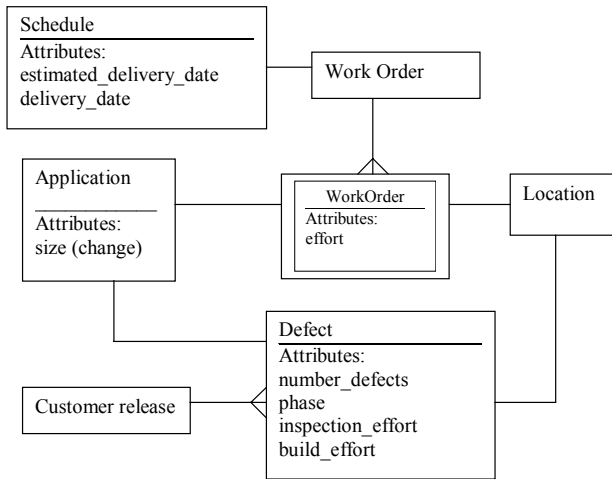 Schedule
Attributes:
estimated_delivery_date
delivery_date
Work Order
Application
Attributes:
size (change)
WorkOrder
Attributes:
effort
Location
Defect
Attributes:
number_defects
phase
inspection_effort
build_effort
Customer release